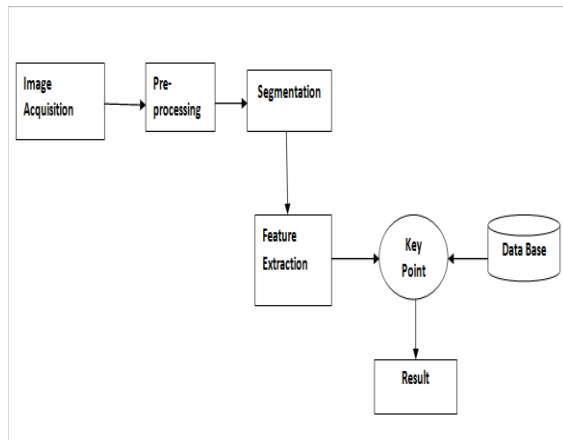 Image
Acquisition
Pre-
processing
Segmentation
Feature
Extraction
Key
Point
Data Base
Result